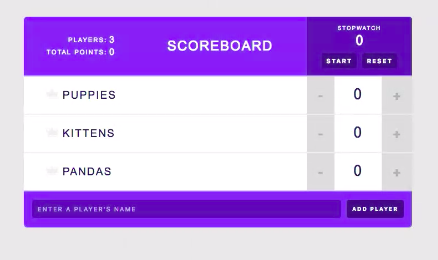 PLAYERS: 3
TOTAL POINTS: 0
SCOREBOARD
STOPWATCH
0
START RESET
PUPPIES - 0 +
KITTENS - 0 +
PANDAS - 0 +
ENTER A PLAYER'S NAME ADD PLAYER